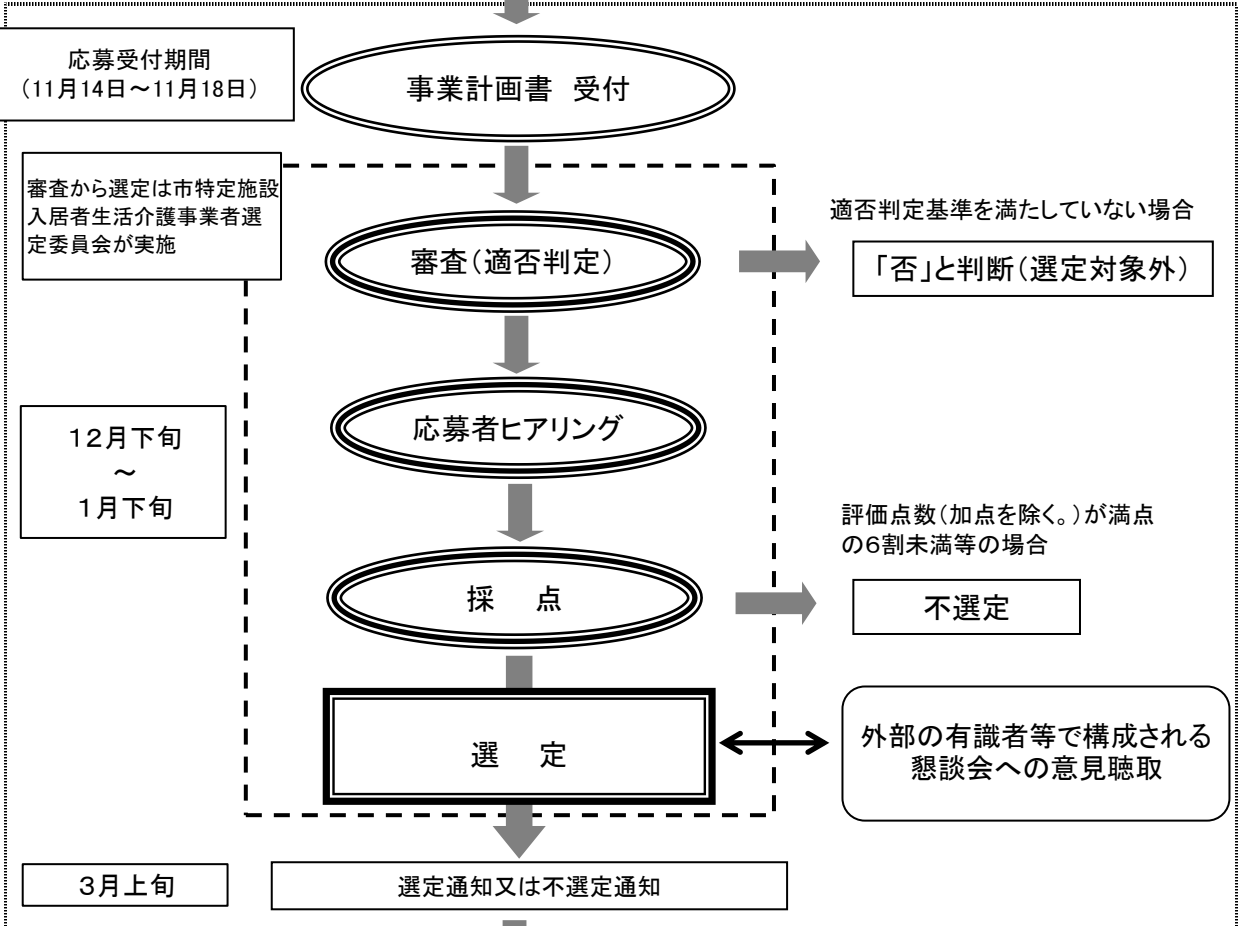 応募受付期間
（11月14日～11月18日）
事業計画書 受付
審査から選定は市特定施設
入居者生活介護事業者選
定委員会が実施
審査（適否判定）
適否判定基準を満たしていない場合
「否」と判断（選定対象外）
応募者ヒアリング
１２月下旬
～
１月下旬
採 点
評価点数（加点を除く。）が満点
の６割未満等の場合
不選定
選 定
外部の有識者等で構成される
懇談会への意見聴取
３月上旬
選定通知又は不選定通知